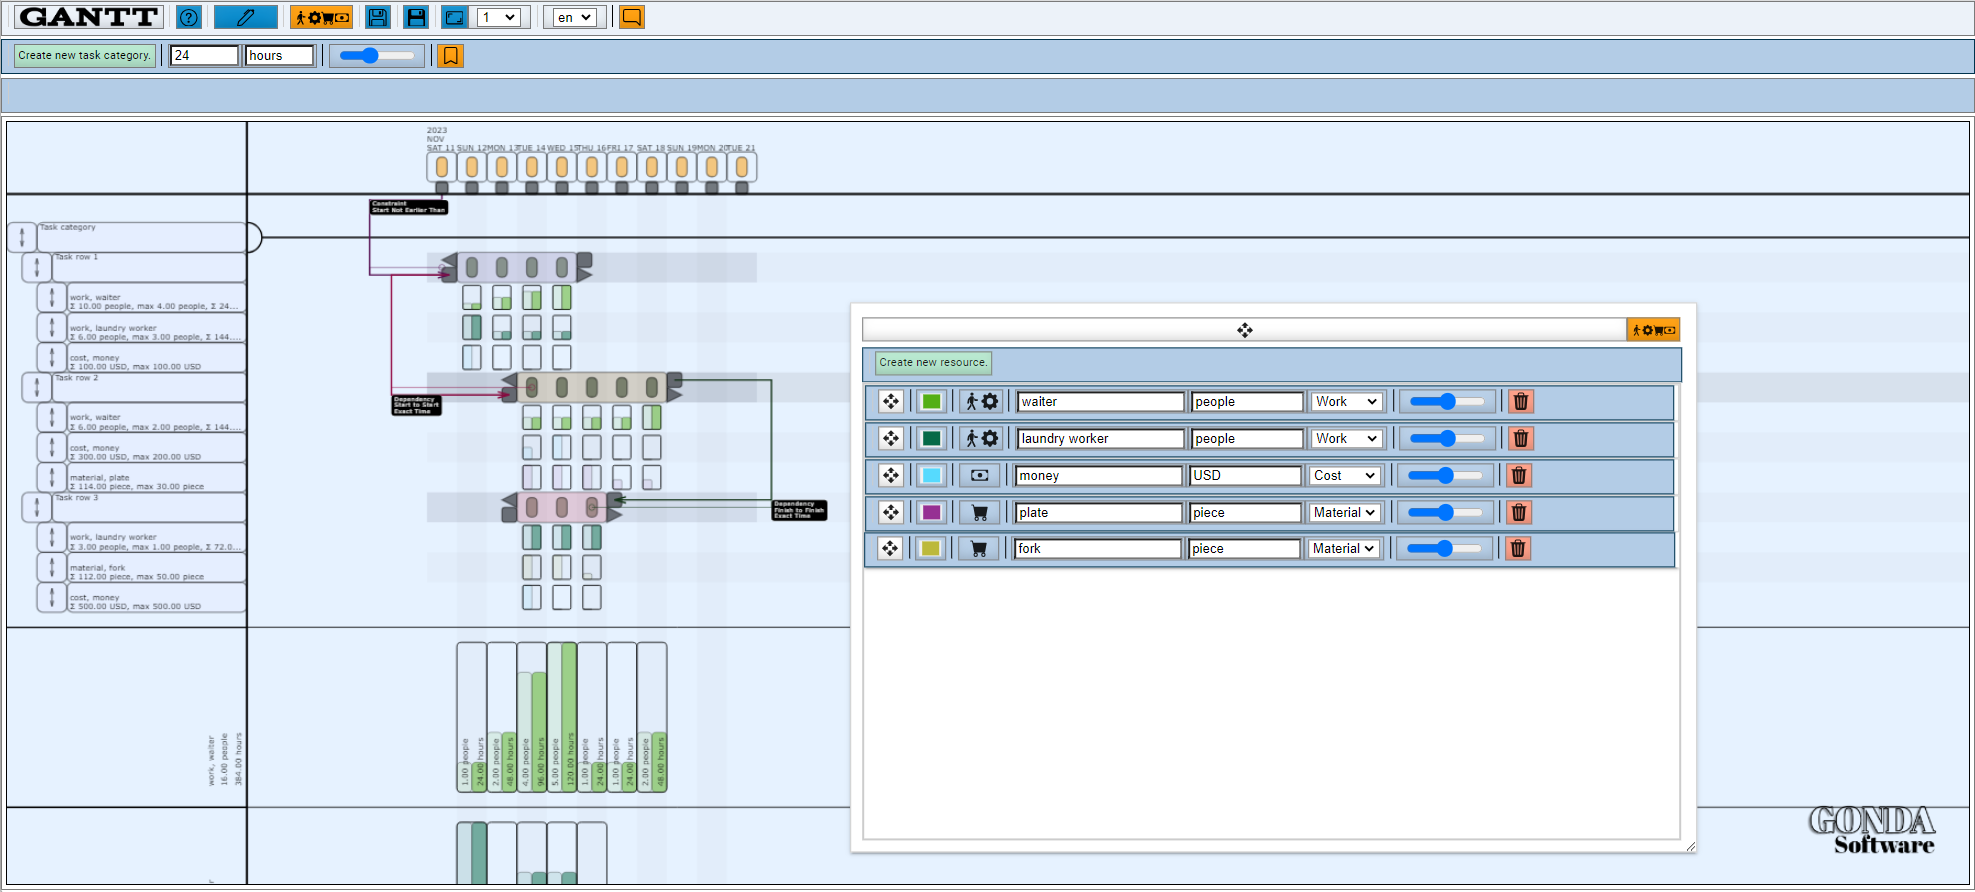 GANTT
1
en
Create new task category.
24
hours
2023
NOV
SAT 11 SUN 12 MON 13 TUE 14 WED 15 THU 16 FRI 17 SAT 18 SUN 19 MON 20 TUE 21
Constraint
Start Not Earlier Than
Task category
Task row 1
work, waiter
Σ 10.00 people, max 4.00 people, Σ 24...
work, laundry worker
Σ 6.00 people, max 3.00 people, Σ 144....
cost, money
Σ 100.00 USD, max 100.00 USD
Task row 2
Dependency
Start to Start
Exact Time
work, waiter
Σ 6.00 people, max 2.00 people, Σ 144....
cost, money
Σ 300.00 USD, max 200.00 USD
material, plate
Σ 114.00 piece, max 30.00 piece
Task row 3
Dependency
Finish to Finish
Exact Time
work, laundry worker
Σ 3.00 people, max 1.00 people, Σ 72.0...
material, fork
Σ 112.00 piece, max 50.00 piece
cost, money
Σ 500.00 USD, max 500.00 USD
work, waiter
16.00 people
384.00 hours
1.00 people
24.00 hours
2.00 people
48.00 hours
4.00 people
96.00 hours
5.00 people
120.00 hours
1.00 people
24.00 hours
1.00 people
24.00 hours
2.00 people
48.00 hours
Create new resource.
waiter people Work
laundry worker people Work
money USD Cost
plate piece Material
fork piece Material
GONDA
Software